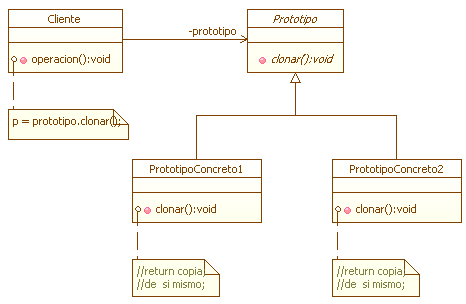 Cliente
operacion():void
p = prototipo.clonar();
-prototipo
Prototipo
clonar():void
PrototipoConcreto1
clonar():void
//return copia,
//de si mismo;
PrototipoConcreto2
clonar():void
//return copia,
//de si mismo;